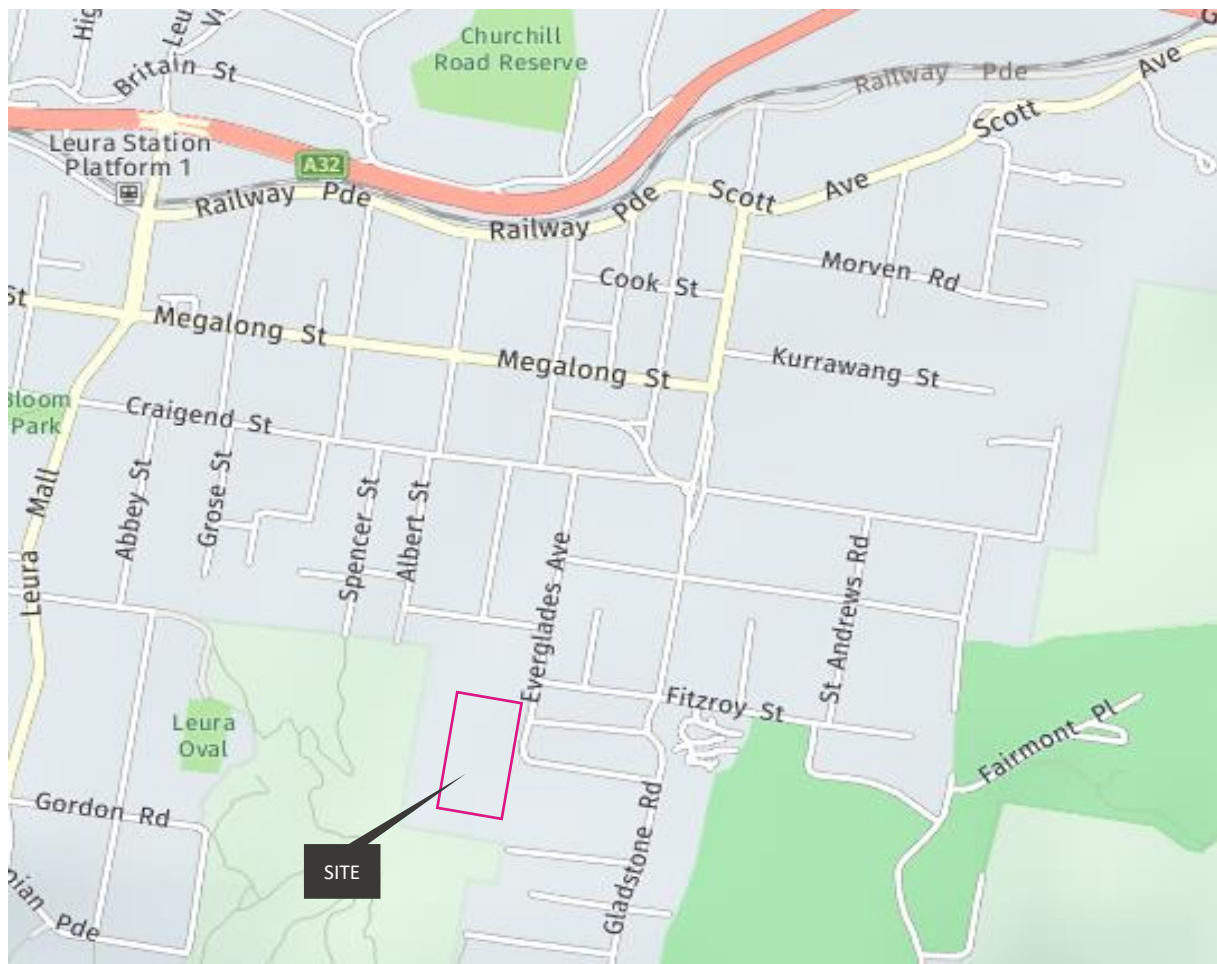 Churchill
Road Reserve
Britain St
Leura Station
Platform 1
A32
Railway Pde
Railway Pde
Railway Pde
Scott Ave
Scott Ave
Cook St
Morven Rd
St
Megalong St
Megalong St
Kurrawang St
Park
Craigend St
Leura Mall
Abbey St
Grose St
Spencer St
Albert St
Everglades Ave
St Andrews Rd
Fitzroy St
Leura
Oval
Fairmont Pl
Gordon Rd
Gladstone Rd
SITE
Pde